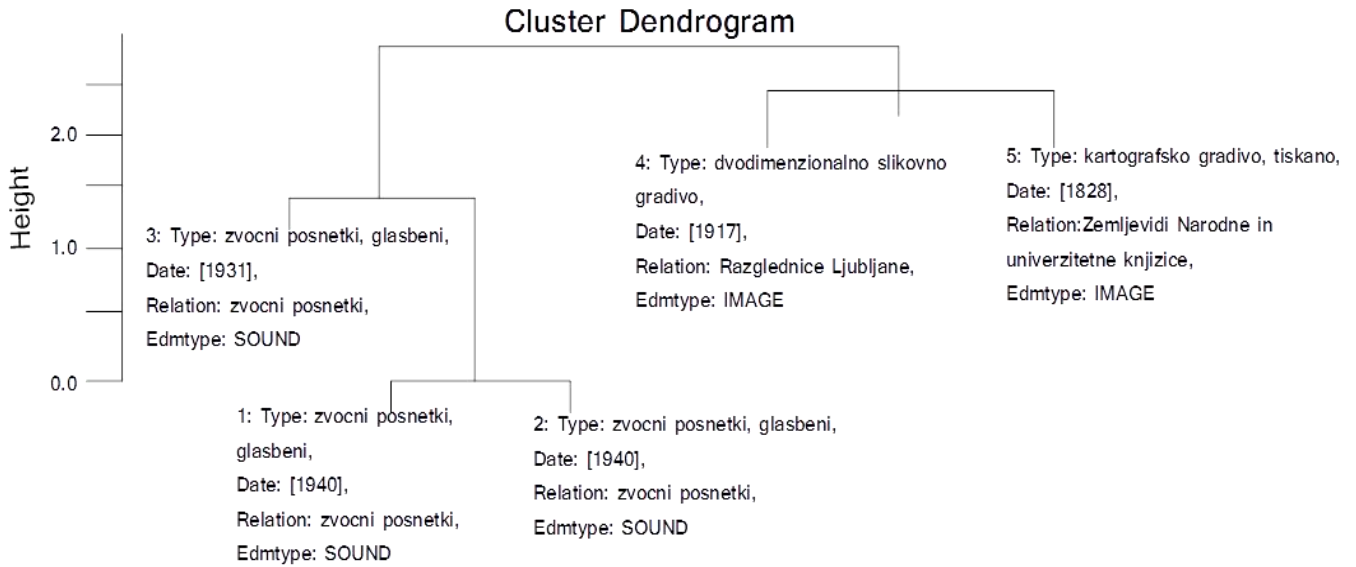 Cluster Dendrogram
Height
2.0
1.0
0.0
3: Type: zvocni posnetki, glasbeni,
Date: [1931],
Relation: zvocni posnetki,
Edmtype: SOUND
4: Type: dvodimenzionalno slikovno
gradivo,
Date: [1917],
Relation: Razglednice Ljubljane,
Edmtype: IMAGE
5: Type: kartografsko gradivo, tiskano,
Date: [1828],
Relation:Zemljevidi Narodne in
univerzitetne knjizice,
Edmtype: IMAGE
1: Type: zvocni posnetki,
glasbeni,
Date: [1940],
Relation: zvocni posnetki,
Edmtype: SOUND
2: Type: zvocni posnetki, glasbeni,
Date: [1940],
Relation: zvocni posnetki,
Edmtype: SOUND